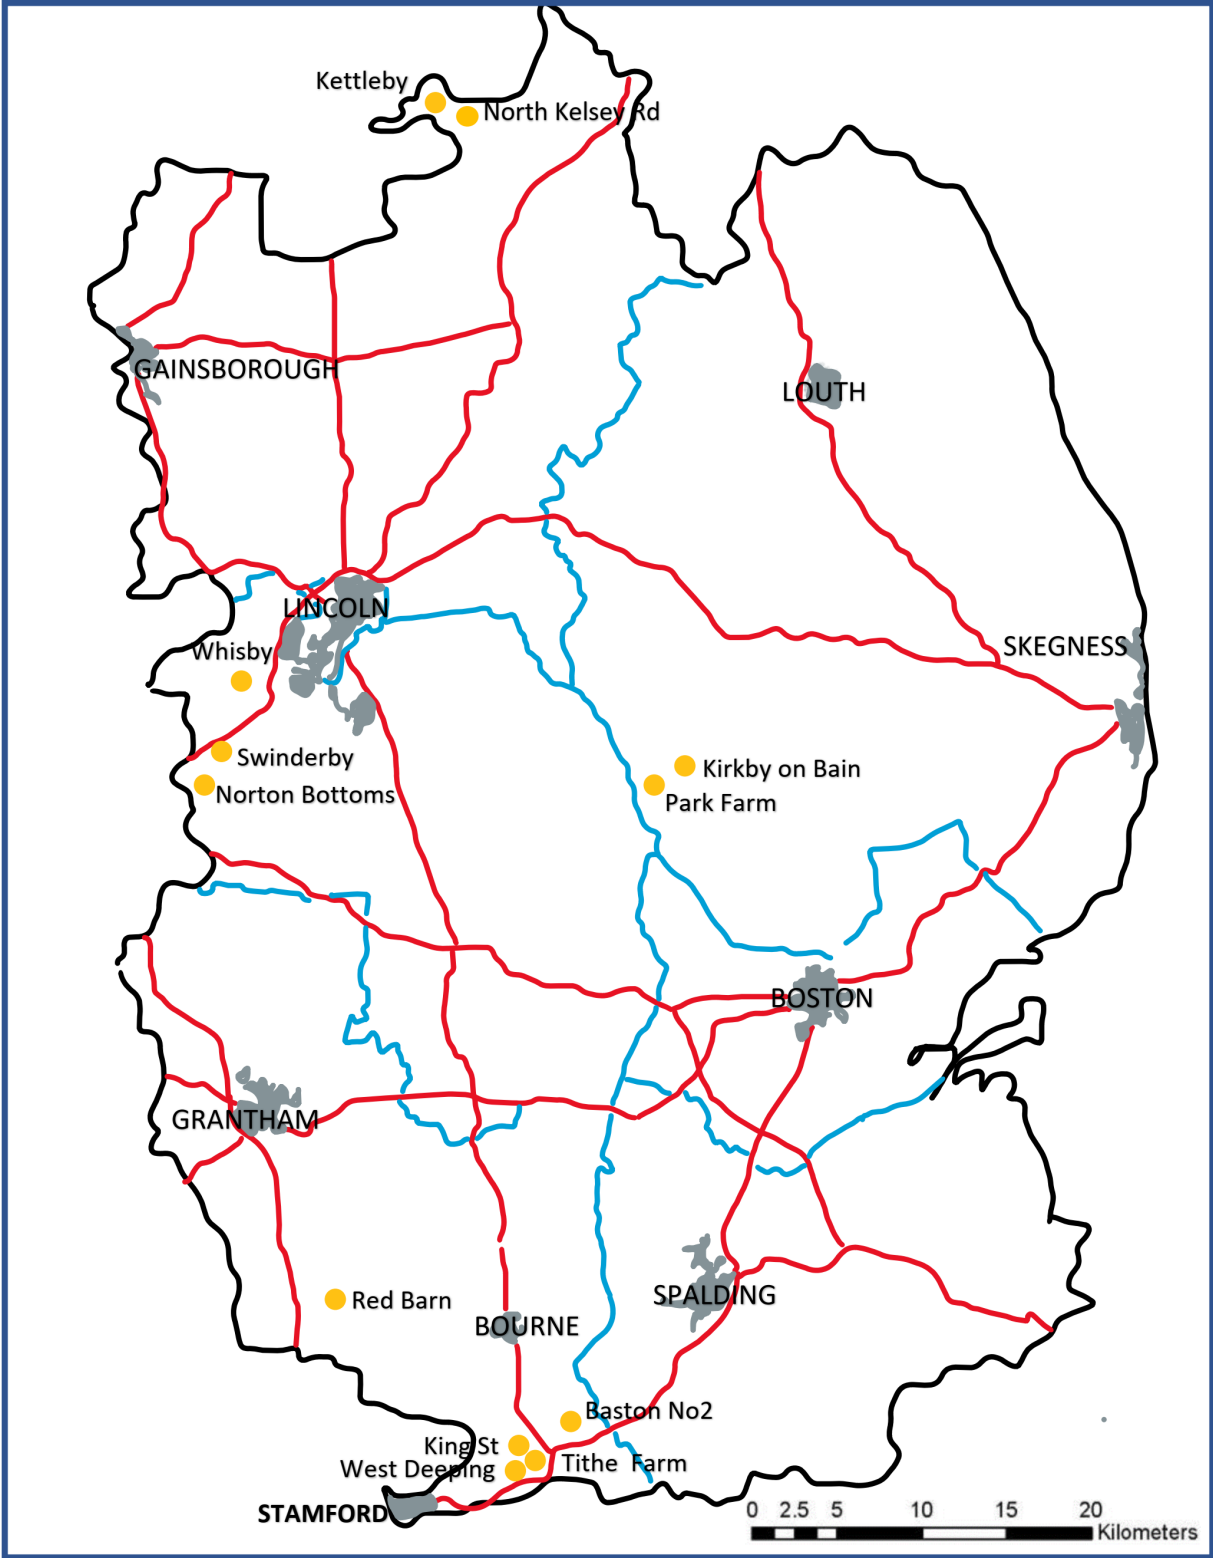 Kettleby
North Kelsey Rd
GAINSBOROUGH
LOUTH
LINCOLN
SKEGNESS
Whisby
Swinderby
Kirkby on Bain
Norton Bottoms
Park Farm
BOSTON
GRANTHAM
SPALDING
Red Barn
BOURNE
Baston No2
King St
Tithe Farm
West Deeping
STAMFORD
0 2.5 5 10 15 20
Kilometers